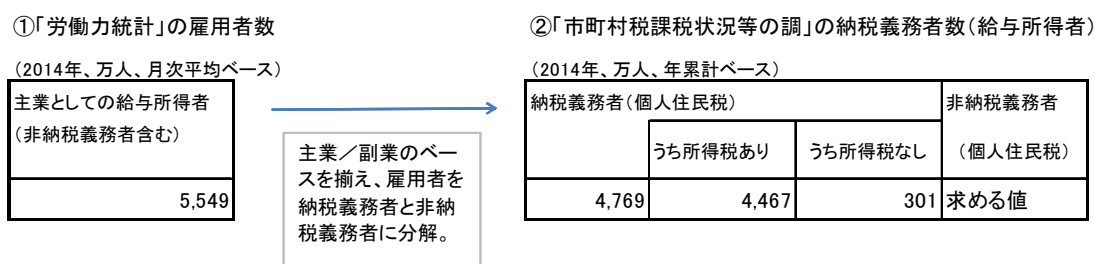 ①「労働力統計」の雇用者数
②「市町村税課税状況等の調」の納税義務者数（給与所得者）
（2014年、万人、月次平均ベース）
（2014年、万人、年累計ベース）
主業としての給与所得者
（非納税義務者含む）
5,549
主業／副業のベー
スを揃え、雇用者を
納税義務者と非納
税義務者に分解。
納税義務者（個人住民税）
非納税義務者
うち所得税あり
うち所得税なし
（個人住民税）
4,769
4,467
301
求める値